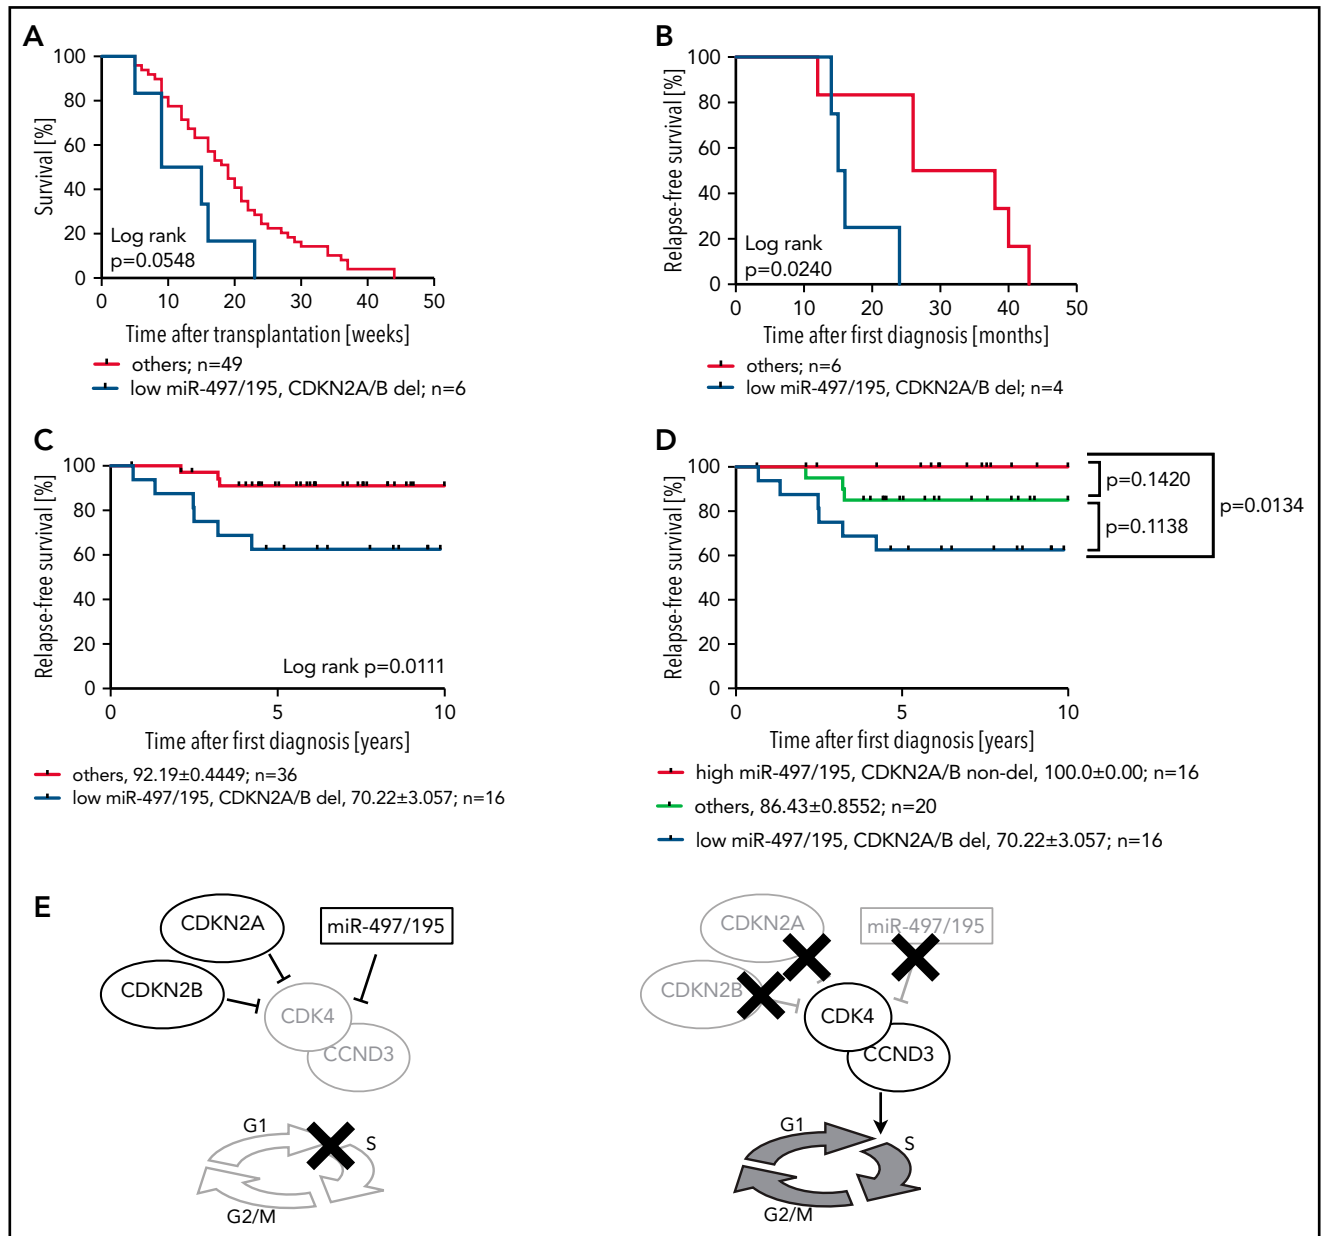 A
Survival [%]
100
80
60
40
20
0
Log rank
p=0.0548
0 10 20 30 40 50
Time after transplantation [weeks]
others; n=49
low miR-497/195, CDKN2A/B del; n=6
B
Relapse-free survival [%]
100
80
60
40
20
0
Log rank
p=0.0240
0 10 20 30 40 50
Time after first diagnosis [months]
others; n=6
low miR-497/195, CDKN2A/B del; n=4
C
Relapse-free survival [%]
100
80
60
40
20
0
Log rank p=0.0111
0 5 10
Time after first diagnosis [years]
others, 92.19±0.4449; n=36
low miR-497/195, CDKN2A/B del, 70.22±3.057; n=16
D
Relapse-free survival [%]
100
80
60
40
20
0
p=0.1420
p=0.1138
p=0.0134
0 5 10
Time after first diagnosis [years]
high miR-497/195, CDKN2A/B non-del, 100.0±0.00; n=16
others, 86.43±0.8552; n=20
low miR-497/195, CDKN2A/B del, 70.22±3.057; n=16
E
CDKN2A
miR-497/195
CDKN2B
CDK4
CCND3
G1
S
G2/M
CDKN2A
miR-497/195
CDKN2B
CDK4
CCND3
G1
S
G2/M